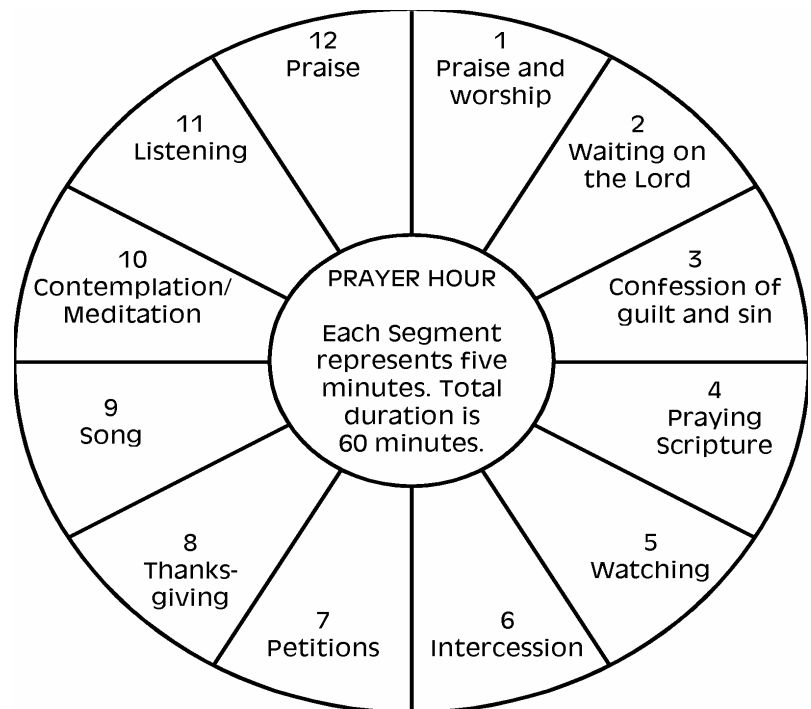 PRAYER HOUR
Each Segment
represents five
minutes. Total
duration is
60 minutes.
1
Praise and
worship
2
Waiting on
the Lord
3
Confession of
guilt and sin
4
Praying
Scripture
5
Watching
6
Intercession
7
Petitions
8
Thanks-
giving
9
Song
10
Contemplation/
Meditation
11
Listening
12
Praise